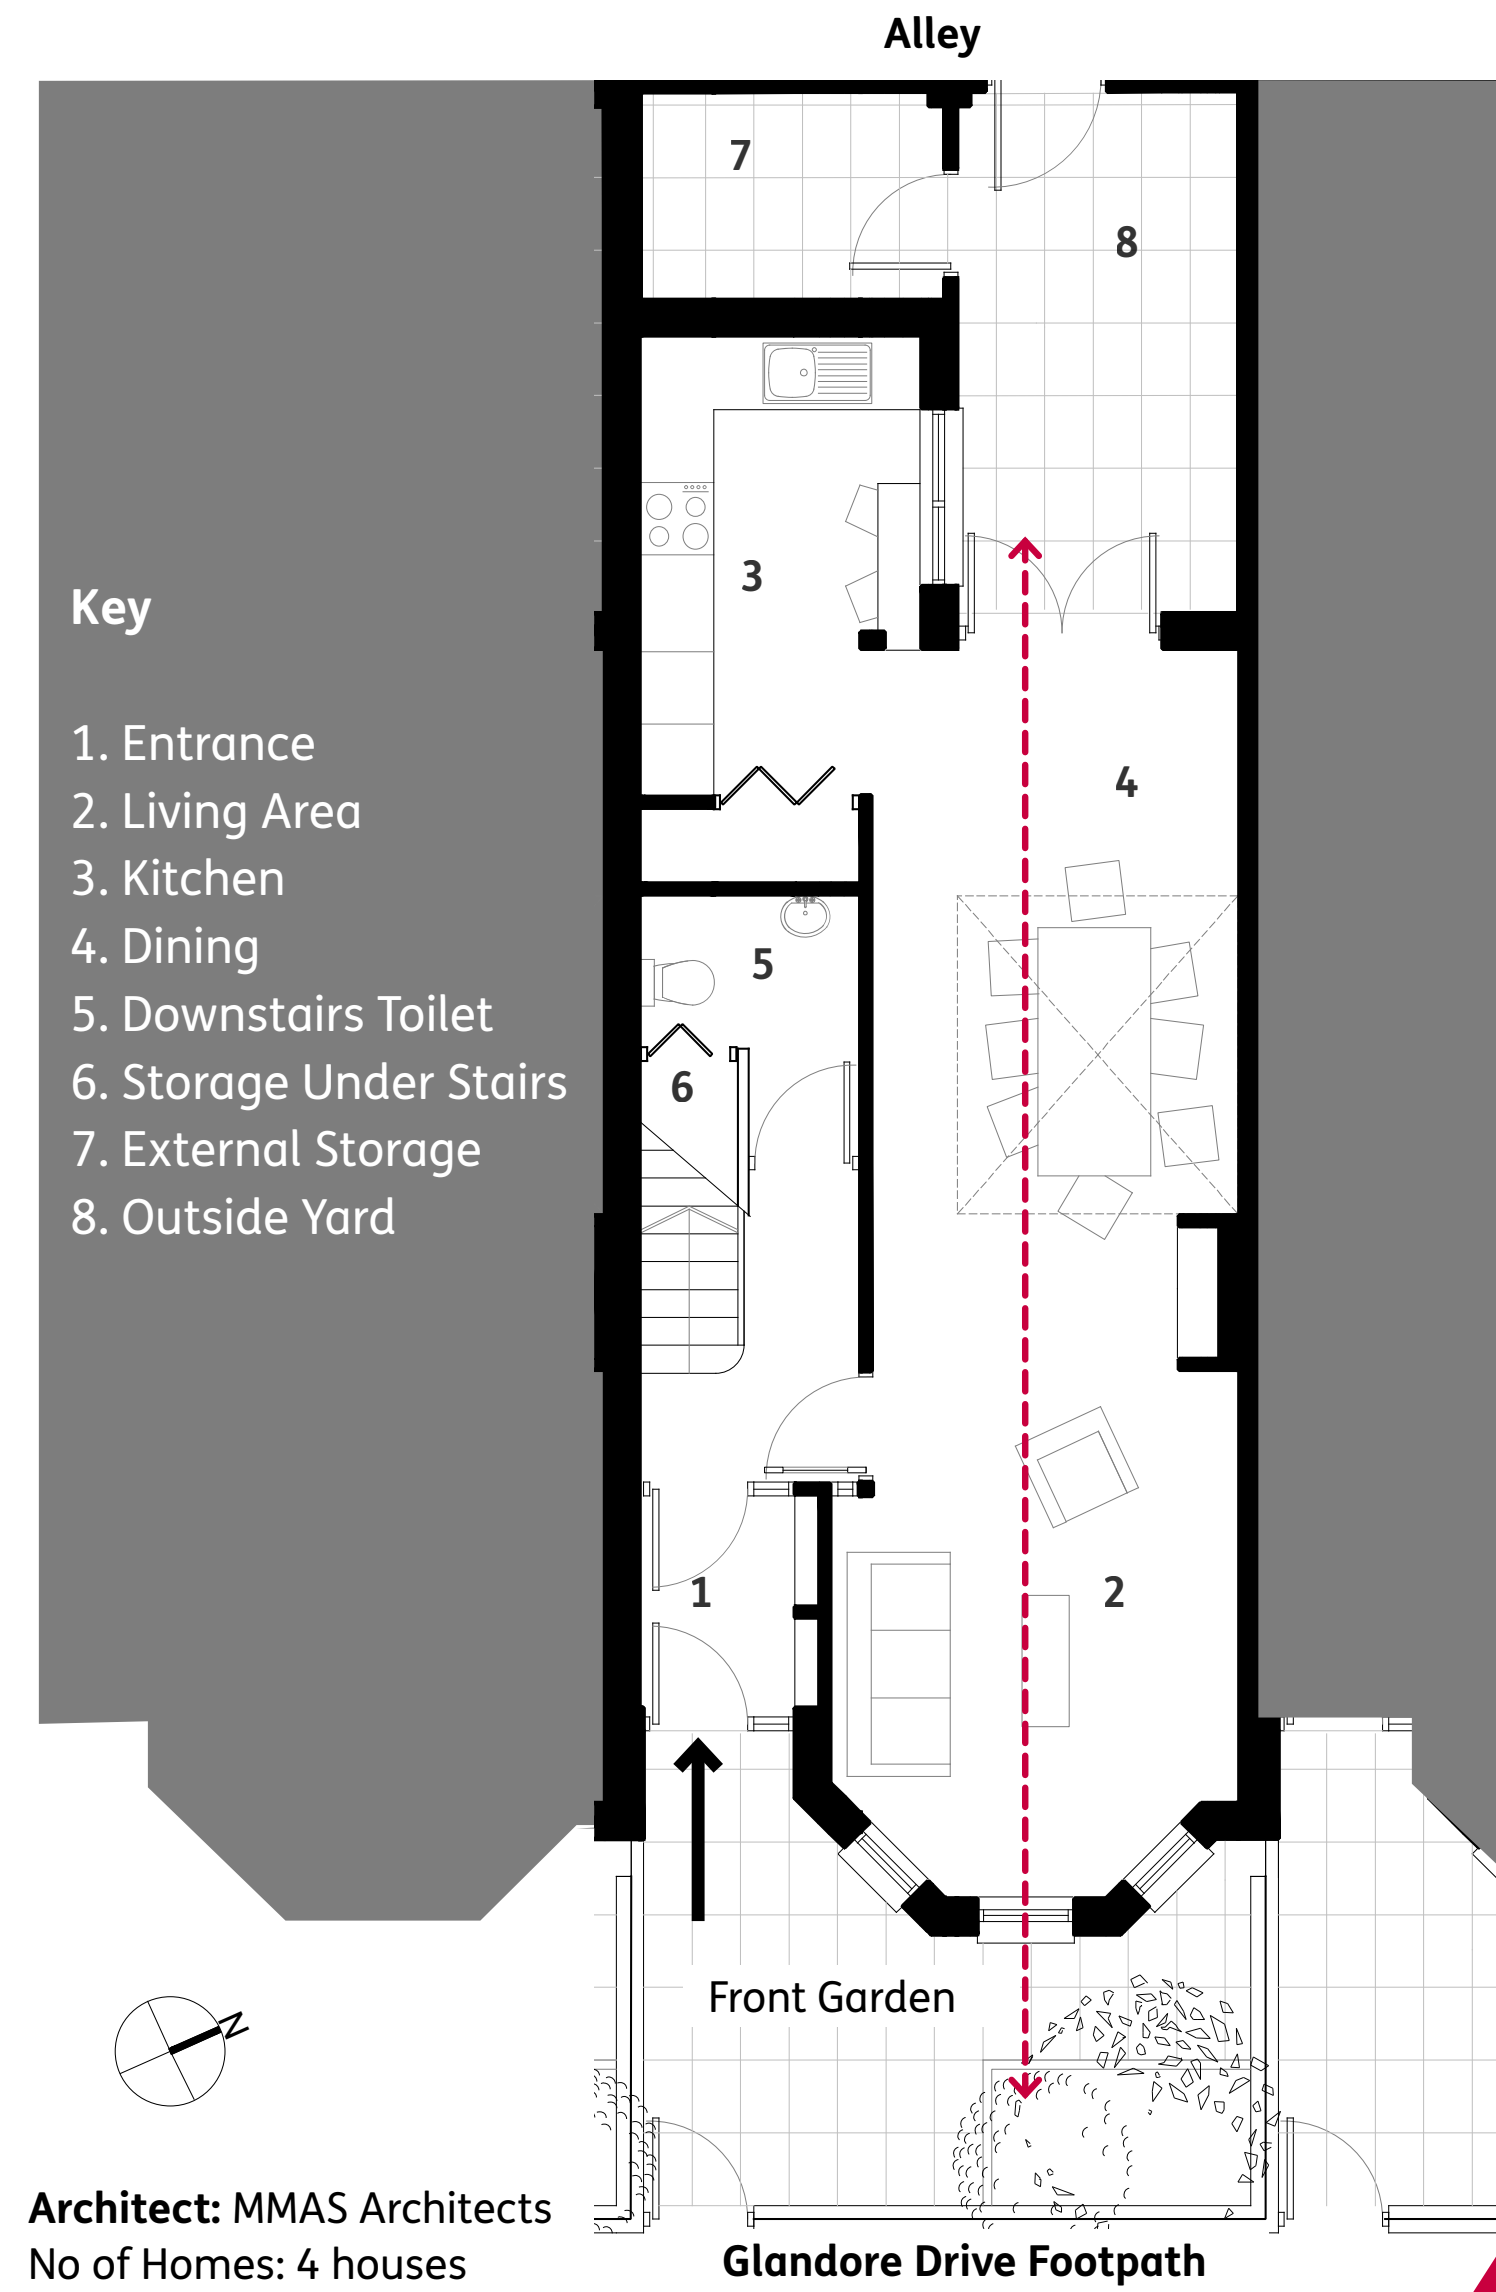 Alley
7
8
3
4
5
6
1
2
Key
1. Entrance
2. Living Area
3. Kitchen
4. Dining
5. Downstairs Toilet
6. Storage Under Stairs
7. External Storage
8. Outside Yard
Front Garden
N
Architect: MMAS Architects
No of Homes: 4 houses
Glandore Drive Footpath